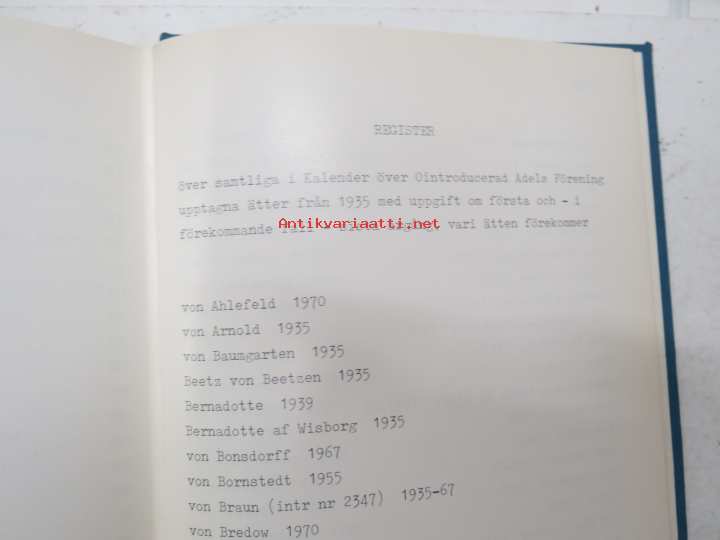 REGISTER
över samtliga i Kalender över Ointroducerad Adels Förening
upptagna ätter från 1935 med uppgift om första och - i
Antikvariaatti.net
förekommande vari ätten förekommer
von Ahlefeld 1970
von Arnold 1935
von Baumgarten 1935
Beetz von Beetzen 1935
Bernadotte 1939
Bernadotte af Wisborg 1935
von Bonsdorff 1967
von Bornstedt 1955
von Braun (intr nr 2347) 1935-67
von Bredow 1970